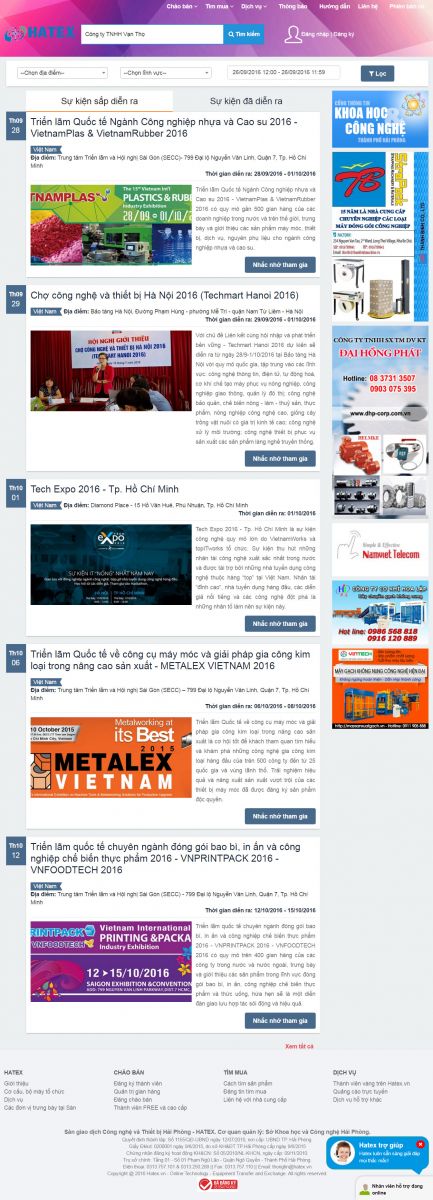 Chào bán
Tìm mua
Dịch vụ
Thông báo
Hướng dẫn
Liên hệ
HATEX
Công ty TNHH Vạn Thọ
Tìm kiếm
Đăng nhập | Đăng ký
--Chọn địa điểm--
--Chọn lĩnh vực--
26/09/2016 12:00 - 26/09/2016 11:59
Lọc
Sự kiện sắp diễn ra
Sự kiện đã diễn ra
Th09
28
Triển lãm Quốc tế Ngành Công nghiệp nhựa và Cao su 2016 -
VietnamPlas & VietnamRubber 2016
Việt Nam
Địa điểm: Trung tâm Triển lãm và Hội nghị Sài Gòn (SECC)- 799 Đại lộ Nguyễn Văn Linh, Quận 7, Tp. Hồ Chí
Minh
Thời gian diễn ra: 28/09/2016 - 01/10/2016
The 15th Vietnam Int'l
PLASTICS & RUBB
Industry Exhibition
28/09 - 01/10/
Triển lãm Quốc tế Ngành Công nghiệp nhựa và
Cao su 2016 - VietnamPlas & VietnamRubber
2016 có quy mô gần 500 gian hàng của các
doanh nghiệp trong nước và trên thế giới, trưng
bày và giới thiệu các sản phẩm máy móc, thiết
bị, dịch vụ, nguyên phụ liệu cho ngành công
nghiệp nhựa và cao su.
Nhắc nhở tham gia
Th09
29
Chợ công nghệ và thiết bị Hà Nội 2016 (Techmart Hanoi 2016)
Việt Nam
Địa điểm: Bảo tàng Hà Nội, Đường Phạm Hùng - phường Mễ Trì - quận Nam Từ Liêm - Hà Nội
Thời gian diễn ra: 29/09/2016 - 01/10/2016
HỘI NGHỊ GIỚI THIỆU
CHỢ CÔNG NGHỆ VÀ THIẾT BỊ HÀ NỘI 2016
(TECHMART HANOI 2016)
Với chủ đề Liên kết cùng hội nhập và phát triển
bền vững – Techmart Hanoi 2016 dự kiến sẽ
diễn ra từ ngày 28/9-1/10/2016 tại Bảo tàng Hà
Nội với quy mô quốc gia, tập trung vào các lĩnh
vực: công nghệ thông tin, điện tử, tự động hoá,
cơ khí chế tạo máy phục vụ nông nghiệp, công
nghiệp giao thông, quản lý đô thị; công nghệ
bảo quản, chế biến nông - lâm - thuỷ sản, thực
phẩm, nông nghiệp công nghệ cao, giống cây
trồng vật nuôi có giá trị kinh tế cao; công nghệ
xử lý môi trường; công nghệ thiết bị phục vụ
sản xuất các sản phẩm làng nghề truyền thống.
Nhắc nhở tham gia
Th10
01
Tech Expo 2016 - Tp. Hồ Chí Minh
Việt Nam
Địa điểm: Diamond Place - 15 Hồ Văn Huê, Phú Nhuận, Tp. Hồ Chí Minh
Thời gian diễn ra: 01/10/2016
expo
SỰ KIỆN IT "NÓNG" NHẤT NĂM NAY
Tech Expo 2016 - Tp. Hồ Chí Minh là sự kiện
công nghệ quy mô lớn do VietnamWorks và
topITworks tổ chức. Sự kiện thu hút những
nhân tài công nghệ xuất sắc nhất trong nước
và được tài trợ bởi những nhà tuyển dụng công
nghệ thuộc hàng "top" tại Việt Nam. Nhân tài
"đỉnh cao", nhà tuyển dụng hàng đầu, các diễn
giả nổi tiếng và các công nghệ đột phá là
những nhân tố làm nên sự kiện này.
Nhắc nhở tham gia
Th10
06
Triển lãm Quốc tế về công cụ máy móc và giải pháp gia công kim
loại trong nâng cao sản xuất - METALEX VIETNAM 2016
Việt Nam
Địa điểm: Trung tâm Triển lãm và Hội nghị Sài Gòn (SECC) – 799 Đại lộ Nguyễn Văn Linh, Quận 7, Tp. Hồ
Chí Minh
Thời gian diễn ra: 06/10/2016 - 08/10/2016
10 October 2015
Metalworking at
its Best
2015
METALEX
VIETNAM
Triển lãm Quốc tế về công cụ máy móc và giải
pháp gia công kim loại trong nâng cao sản
xuất là cơ hội tốt để khách tham quan tìm hiểu
và khám phá những công nghệ gia công kim
loại hàng đầu của trên 500 công ty đến từ 25
quốc gia và vùng lãnh thổ. Trải nghiệm hiệu
quả và năng suất sản xuất vượt trội của các
thiết bị máy móc đã được đăng ký sản phẩm
độc quyền.
Nhắc nhở tham gia
Th10
12
Triển lãm quốc tế chuyên ngành đóng gói bao bì, in ấn và công
nghiệp chế biến thực phẩm 2016 - VNPRINTPACK 2016 -
VNFOODTECH 2016
Việt Nam
Địa điểm: Trung tâm Triển lãm và Hội nghị Sài Gòn (SECC) - 799 Đại lộ Nguyễn Văn Linh, Quận 7, Tp. Hồ Chí
Minh
Thời gian diễn ra: 12/10/2016 - 15/10/2016
PRINTPACK
VNFOODTECH
Vietnam International
PRINTING & PACKA
Industry Exhibition
12 > 15/10/2016
SAIGON EXHIBITION & CONVENTION
Triển lãm quốc tế chuyên ngành đóng gói bao
bì, in ấn và công nghiệp chế biến thực phẩm
2016 - VNPRINTPACK 2016 - VNFOODTECH
2016 có quy mô trên 400 gian hàng của các
công ty trong nước và nước ngoài, trưng bày
và giới thiệu các sản phẩm trong lĩnh vực đóng
gói bao bì, in ấn, công nghiệp chế biến thực
phẩm và thức uống, hứa hẹn sẽ là một diễn
đàn giao lưu hợp tác sôi động và hiệu quả.
Nhắc nhở tham gia
Xem tất cả
CỔNG THÔNG TIN
KHOA HỌC
& CÔNG NGHỆ
THÀNH PHỐ HẢI PHÒNG
TB
15 NĂM LÀ NHÀ CUNG CẤP
CHUYÊN NGHIỆP CÁC LOẠI
MÁY ĐÓNG GÓI CÔNG NGHIỆP
CÔNG TY TNHH SX TM DV KT
ĐẠI HỒNG PHÁT
Hotline: 08 3731 3507
0903 075 395
www.dhp-corp.com.vn
HELMKE
Simple & Effective
Namviet Telecom
CÔNG TY CƠ KHÍ HOA LẮP
Hot line: 0986 568 818
0916 120 889
VINTECH
MÁY GẠCH KHÔNG NUNG CÔNG NGHỆ HIỆN ĐẠI
HATEX
Giới thiệu
Cơ cấu, bộ máy tổ chức
Dịch vụ
Các đơn vị trưng bày tại Sàn
CHÀO BÁN
Đăng ký thành viên
Quản trị gian hàng
Đăng chào bán
Thành viên FREE và cao cấp
TÌM MUA
Cách tìm sản phẩm
Đăng tin tìm mua
Liên hệ với nhà cung cấp
DỊCH VỤ
Thành viên vàng trên Hatex.vn
Quảng cáo trực tuyến
Dịch vụ hỗ trợ khác
Sàn giao dịch Công nghệ và Thiết bị Hải Phòng - HATEX. Cơ quan quản lý: Sở Khoa học và Công nghệ Hải Phòng.
Hatex trợ giúp
Hatex luôn sẵn sàng giải đáp
mọi thắc mắc!
Nhân viên hỗ trợ đang
online